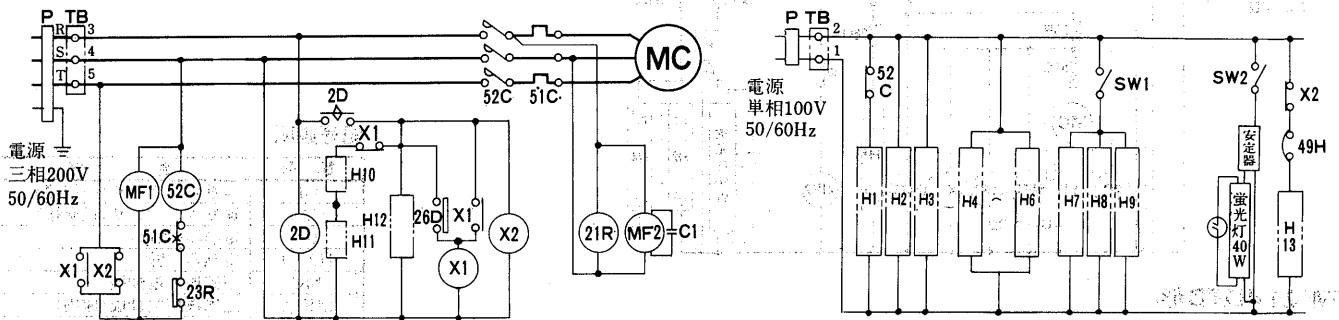 P TB
R 3
S 4
T 5
電源
三相200V
50/60Hz
MF1
52C
51C
X1
X2
23R
2D
X1
H10
H11
2D
H12
26D
X1
X1
X2
52C
51C
MC
21R
MF2
C1
P TB
2
1
電源
単相100V
50/60Hz
52
C
SW1
SW2
X2
49H
安定器
蛍光灯40W
H1
H2
H3
H4
~
H6
H7
H8
H9
H
13